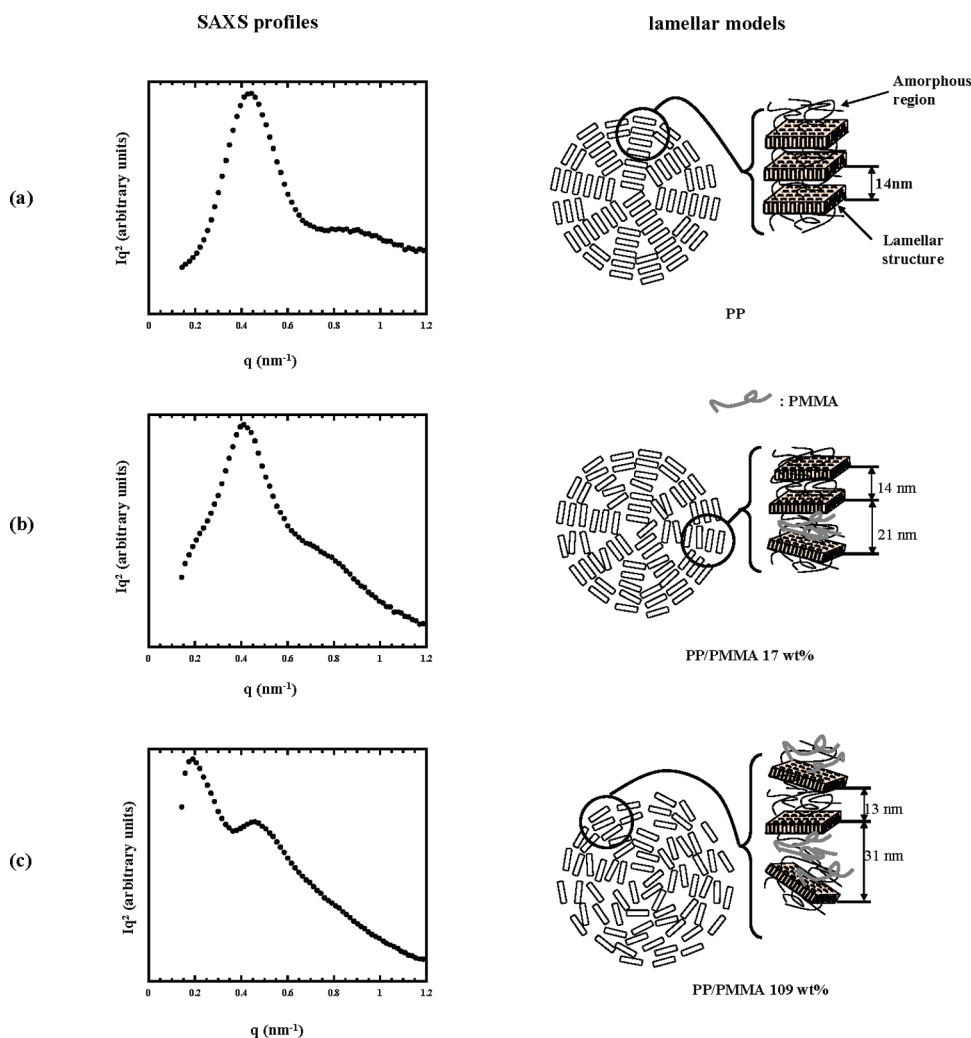 SAXS profiles
lamellar models
(a)
Iq² (arbitrary units)
0 0.2 0.4 0.6 0.8 1 1.2
q (nm⁻¹)
Amorphous
region
14nm
Lamellar
structure
PP
(b)
Iq² (arbitrary units)
0 0.2 0.4 0.6 0.8 1 1.2
q (nm⁻¹)
: PMMA
14 nm
21 nm
PP/PMMA 17 wt%
(c)
Iq² (arbitrary units)
0 0.2 0.4 0.6 0.8 1 1.2
q (nm⁻¹)
13 nm
31 nm
PP/PMMA 109 wt%